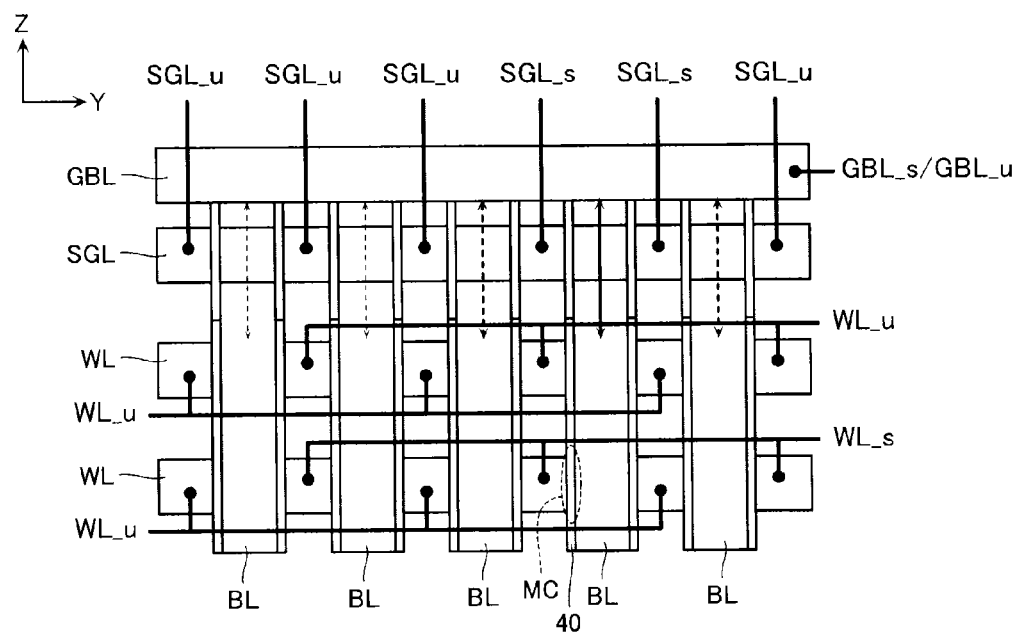 Z
Y
SGL_u SGL_u SGL_u SGL_s SGL_s SGL_u
GBL
GBL_s/GBL_u
SGL
WL_u
WL
WL_u
WL_s
WL
WL_u
BL BL BL MC BL BL
40